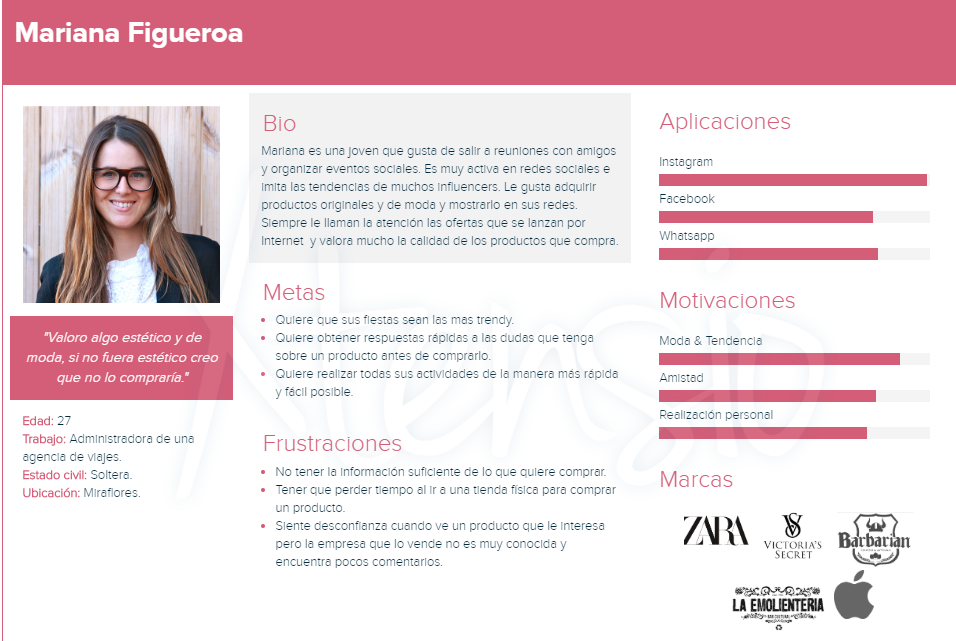 Mariana Figueroa
"Valoro algo estético y de
moda, si no fuera estético creo
que no lo compraría."
Edad: 27
Trabajo: Administradora de una
agencia de viajes.
Estado civil: Soltera.
Ubicación: Miraflores.
Bio
Mariana es una joven que gusta de salir a reuniones con amigos
y organizar eventos sociales. Es muy activa en redes sociales e
imita las tendencias de muchos influencers. Le gusta adquirir
productos originales y de moda y mostrarlo en sus redes.
Siempre le llaman la atención las ofertas que se lanzan por
Internet y valora mucho la calidad de los productos que compra.
Metas
Quiere que sus fiestas sean las mas trendy.
Quiere obtener respuestas rápidas a las dudas que tenga
sobre un producto antes de comprarlo.
Quiere realizar todas sus actividades de la manera más rápida
y fácil posible.
Frustraciones
No tener la información suficiente de lo que quiere comprar.
Tener que perder tiempo al ir a una tienda física para comprar
un producto.
Siente desconfianza cuando ve un producto que le interesa
pero la empresa que lo vende no es muy conocida y
encuentra pocos comentarios.
Aplicaciones
Instagram
Facebook
Whatsapp
Motivaciones
Moda & Tendencia
Amistad
Realización personal
Marcas
ZARA
VS
VICTORIA'S
SECRET
Barbarian
LA EMOLIENTERIA
BAR CULTURAL
Xtensio